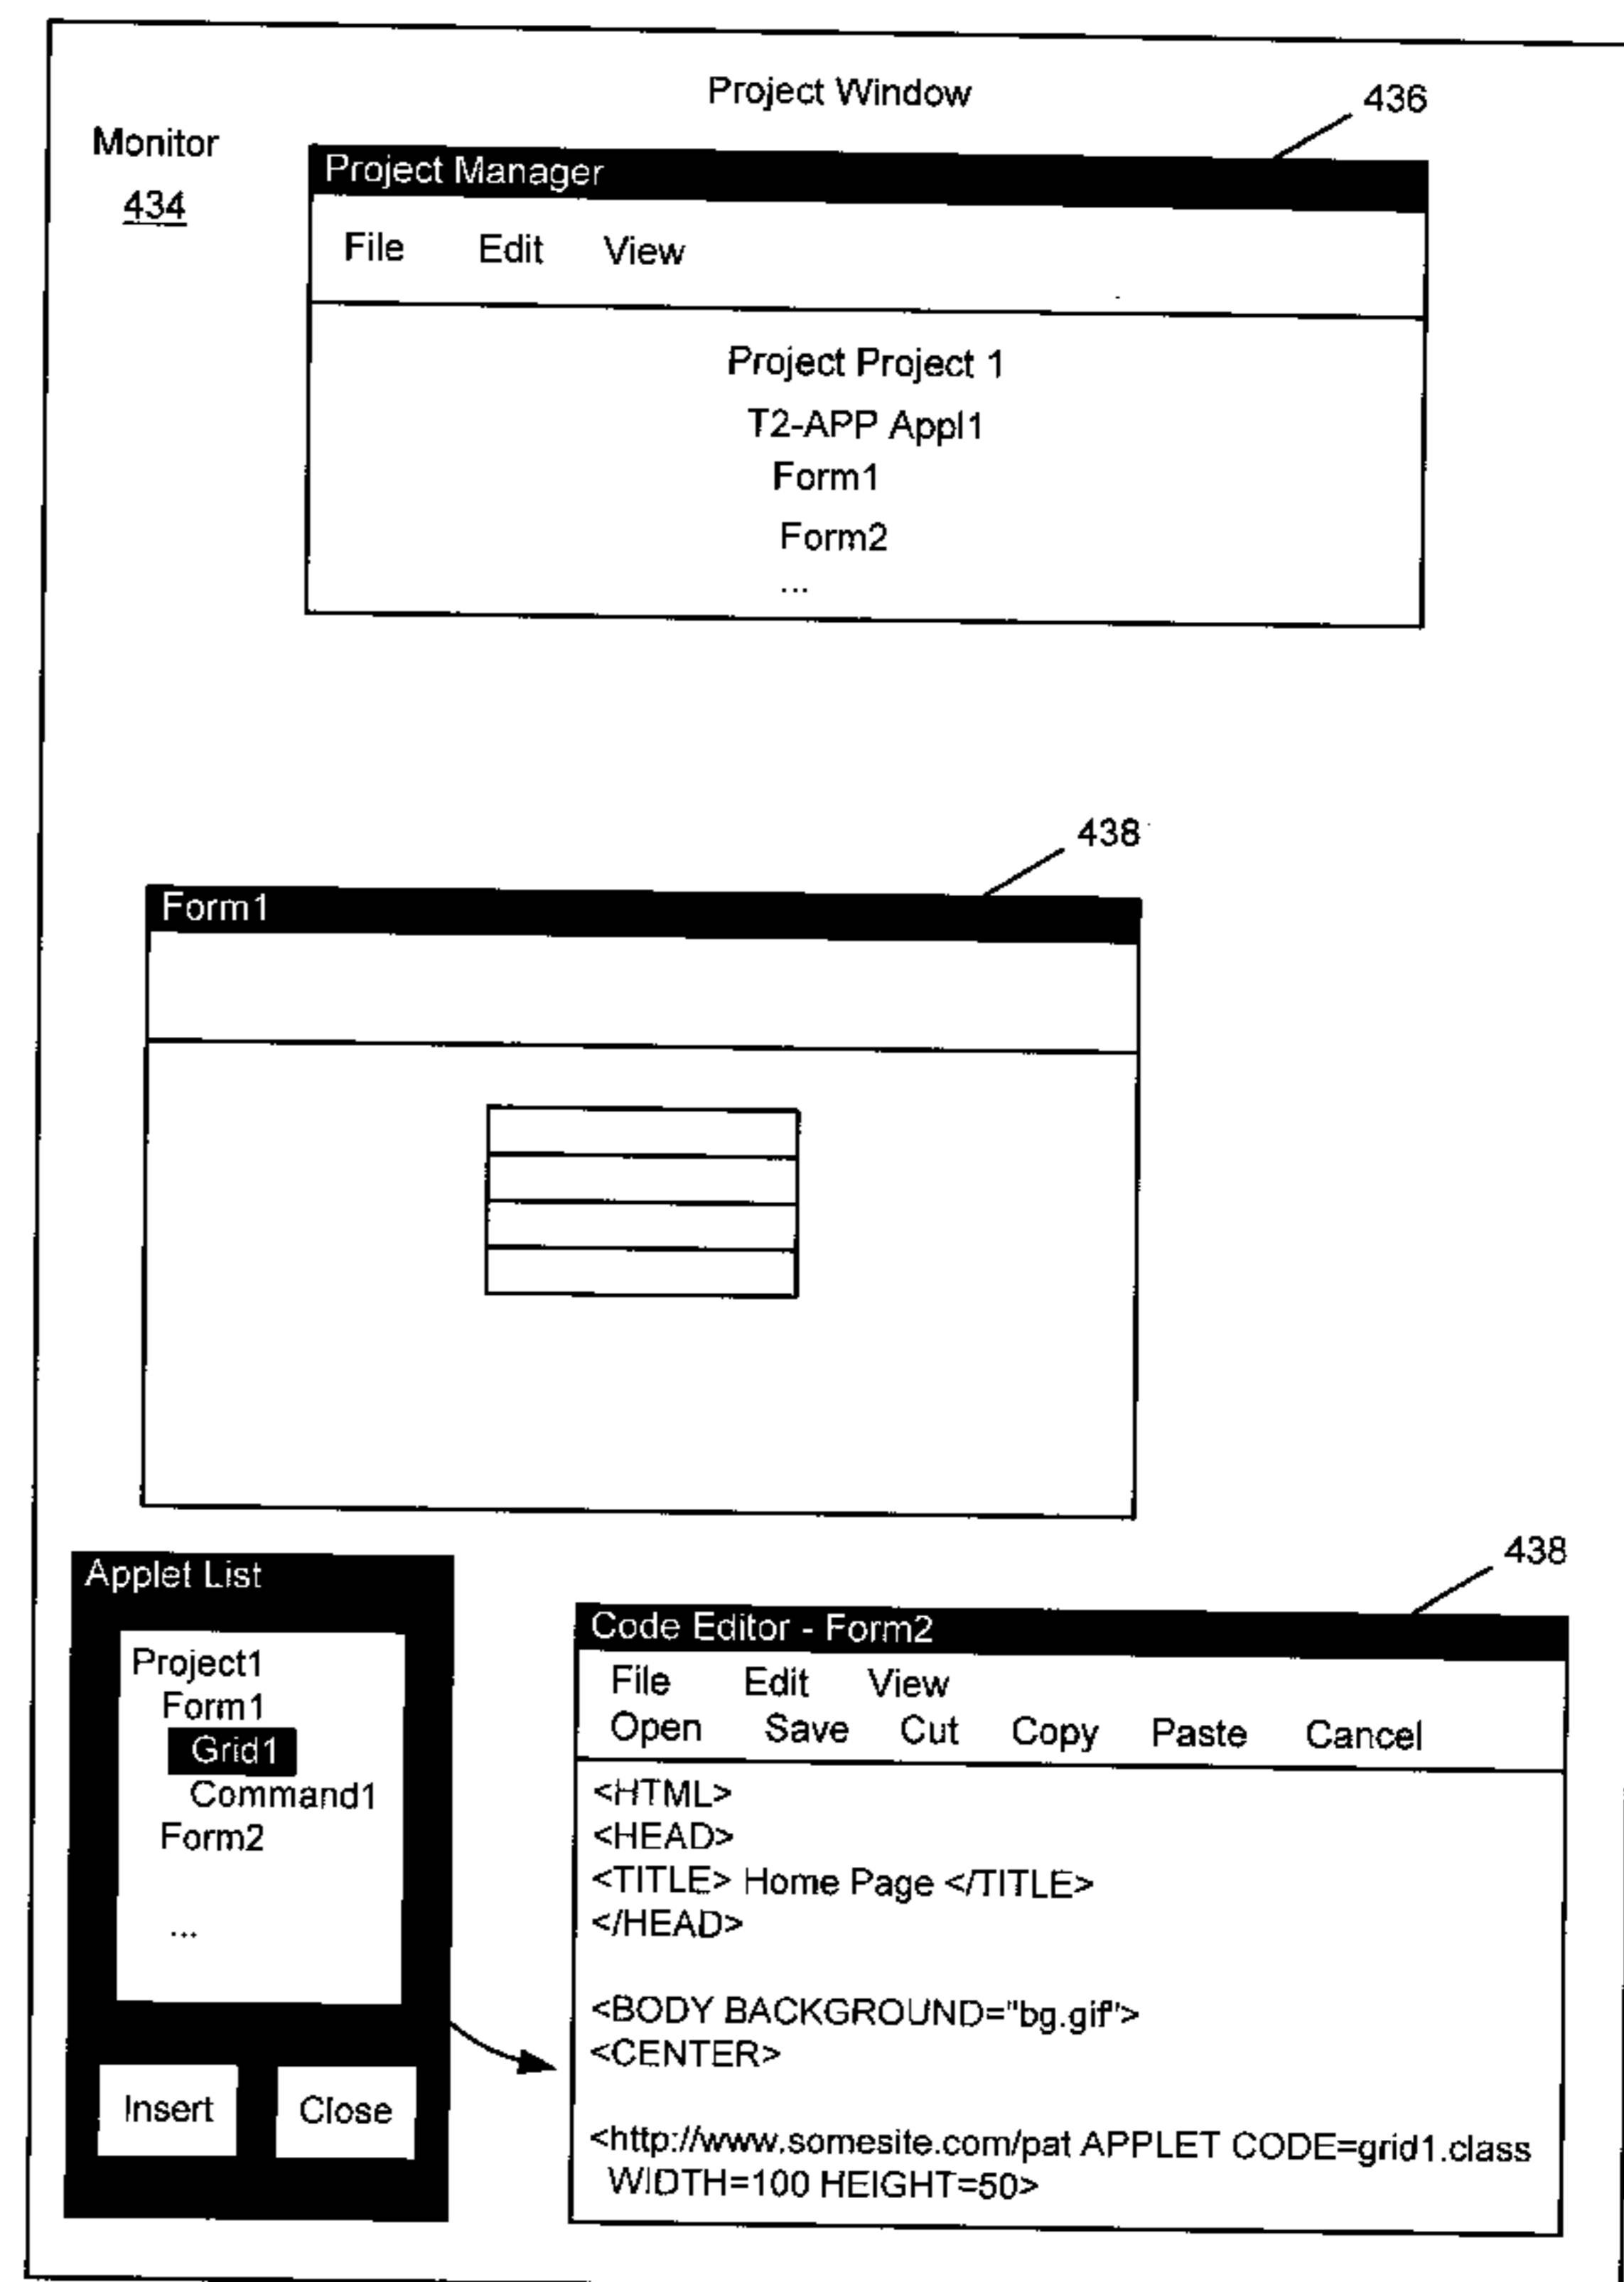 Project Window
436
Monitor
434
Project Manager
File Edit View
Project Project 1
T2-APP Appl1
Form1
Form2
...
438
Form1
Applet List
Project1
Form1
Grid1
Command1
Form2
...
Insert Close
438
Code Editor - Form2
File Edit View
Open Save Cut Copy Paste Cancel
<HTML>
<HEAD>
<TITLE> Home Page </TITLE>
</HEAD>
<BODY BACKGROUND="bg.gif">
<CENTER>
<http://www.somesite.com/pat APPLET CODE=grid1.class
WIDTH=100 HEIGHT=50>